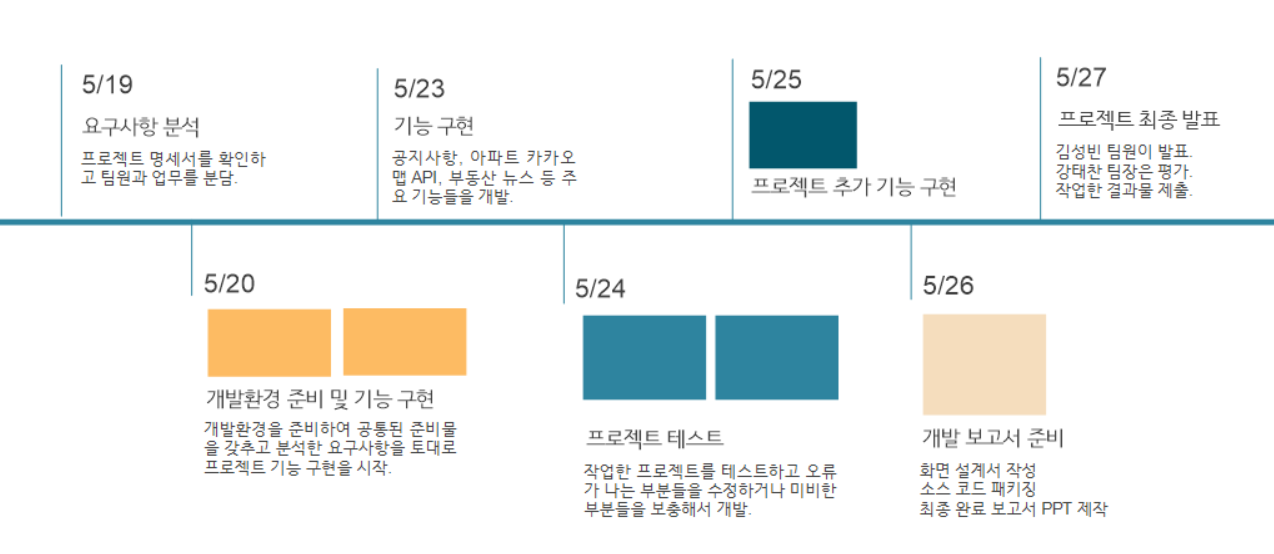 5/19
요구사항 분석
프로젝트 명세서를 확인하
고 팀원과 업무를 분담.
5/23
기능 구현
공지사항, 아파트 카카오
맵 API, 부동산 뉴스 등 주
요 기능들을 개발.
5/25
프로젝트 추가 기능 구현
5/27
프로젝트 최종 발표
김성빈 팀원이 발표.
강태찬 팀장은 평가.
작업한 결과물 제출.
5/20
개발환경 준비 및 기능 구현
개발환경을 준비하여 공통된 준비물
을 갖추고 분석한 요구사항을 토대로
프로젝트 기능 구현을 시작.
5/24
프로젝트 테스트
작업한 프로젝트를 테스트하고 오류
가 나는 부분들을 수정하거나 미비한
부분들을 보충해서 개발.
5/26
개발 보고서 준비
화면 설계서 작성
소스 코드 패키징
최종 완료 보고서 PPT 제작